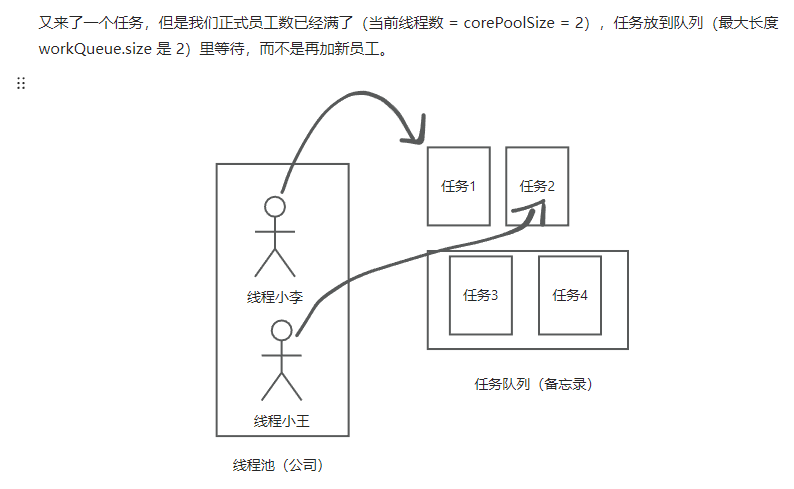 又来了一个任务，但是我们正式员工数已经满了（当前线程数 = corePoolSize = 2），任务放到队列（最大长度
workQueue.size 是 2）里等待，而不是再加新员工。
任务1
任务2
线程小李
任务3
任务4
任务队列（备忘录）
线程小王
线程池（公司）